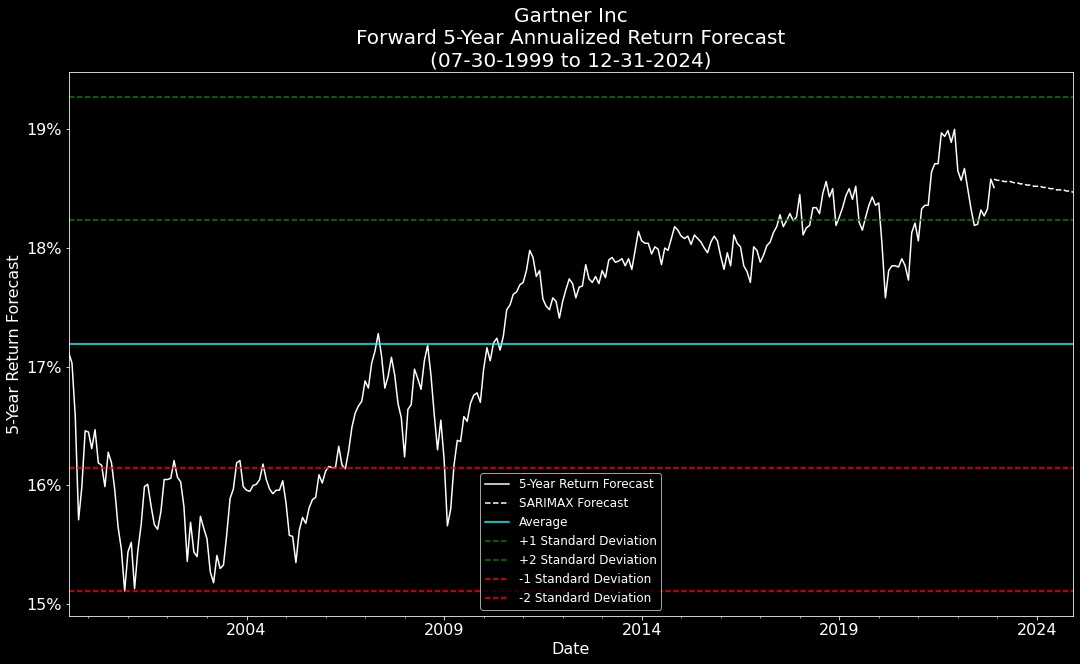 Gartner Inc
Forward 5-Year Annualized Return Forecast
(07-30-1999 to 12-31-2024)
5-Year Return Forecast
19%
18%
17%
16%
15%
5-Year Return Forecast
SARIMAX Forecast
Average
+1 Standard Deviation
+2 Standard Deviation
-1 Standard Deviation
-2 Standard Deviation
2004 2009 2014 2019 2024
Date